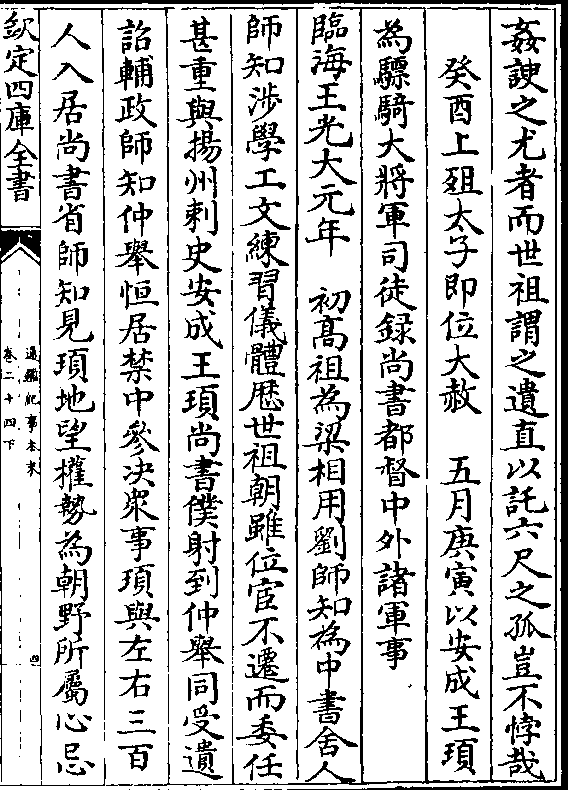 姦諛之尤者而世祖謂之遺直以託六尺之孤豈不悖哉
癸酉上殂太子即位大赦　五月庚寅以安成王頊
為驃騎大將軍司徒録尚書都督中外諸軍事
臨海王光大元年　初高祖為梁相用劉師知為中書舍人
師知涉學工文練習儀體歴世祖朝雖位宦不遷而委任
甚重與揚州刺史安成王頊尚書僕射到仲舉同受遺
詔輔政師知仲舉恒居禁中參決衆事頊與左右三百
人入居尚書省師知見頊地望權勢為朝野所屬心忌
欽定四庫全書
通鑑紀事本末
卷二十四下
四